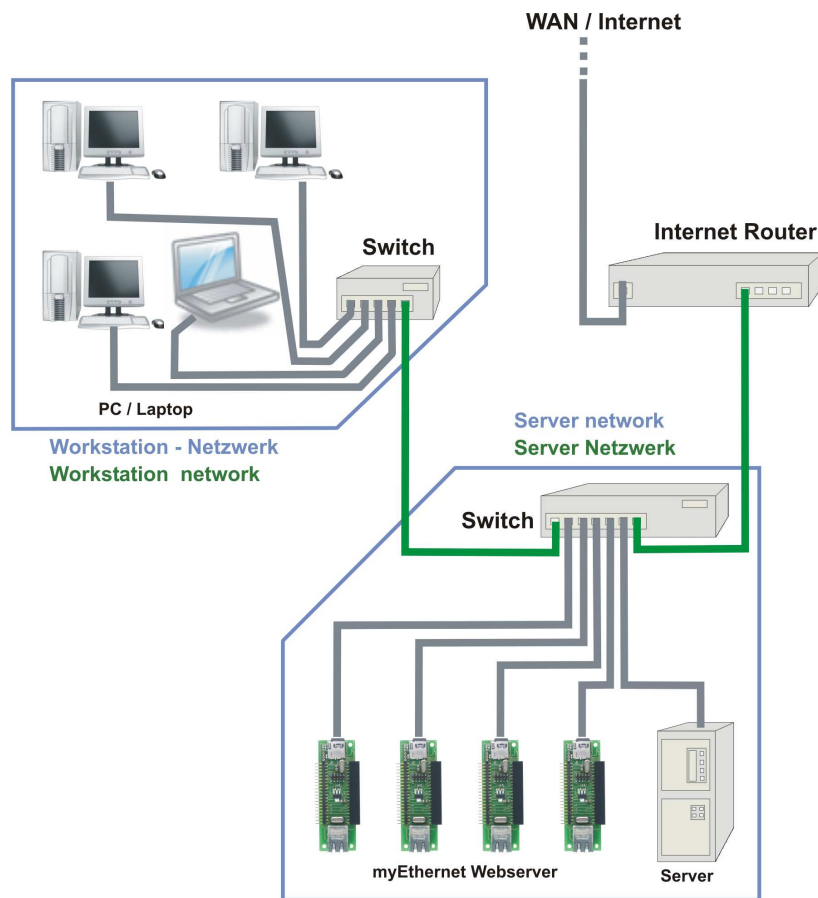 WAN / Internet
Switch
Internet Router
PC / Laptop
Workstation - Netzwerk
Workstation network
Server network
Server Netzwerk
Switch
myEthernet Webserver
Server